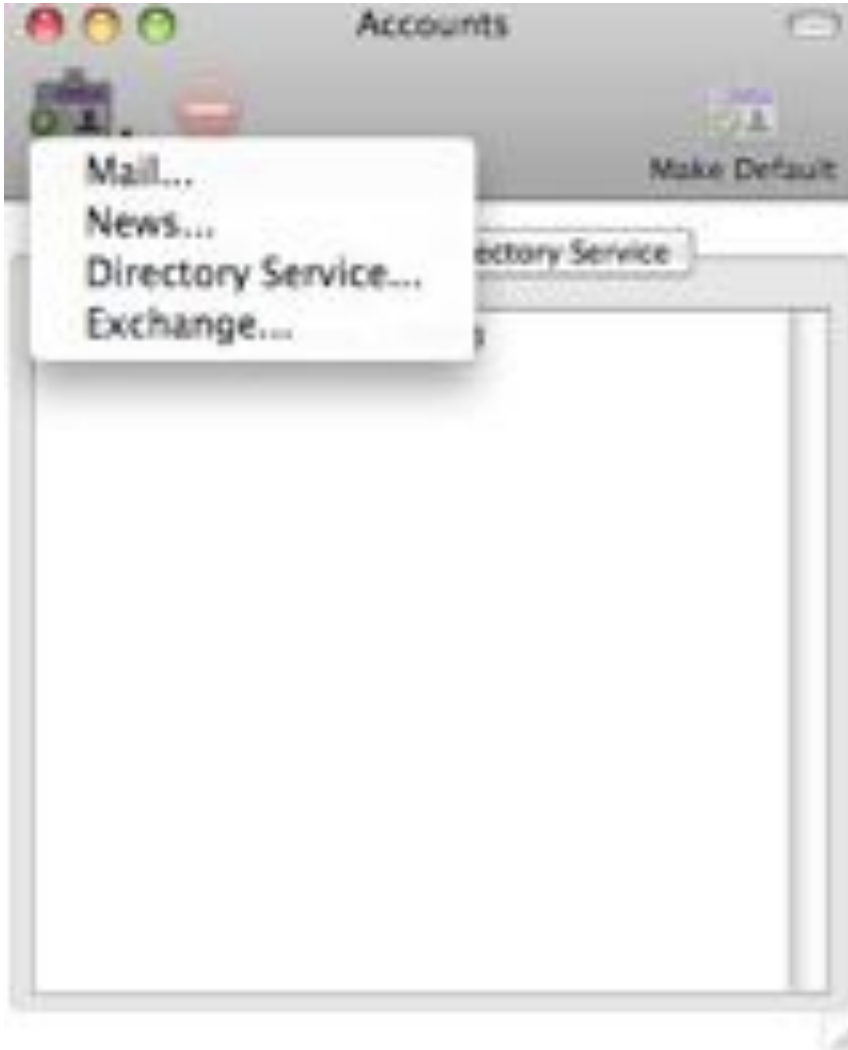 Accounts
Make Default
Mail...
News...
Directory Service...
Exchange...
ectory Service